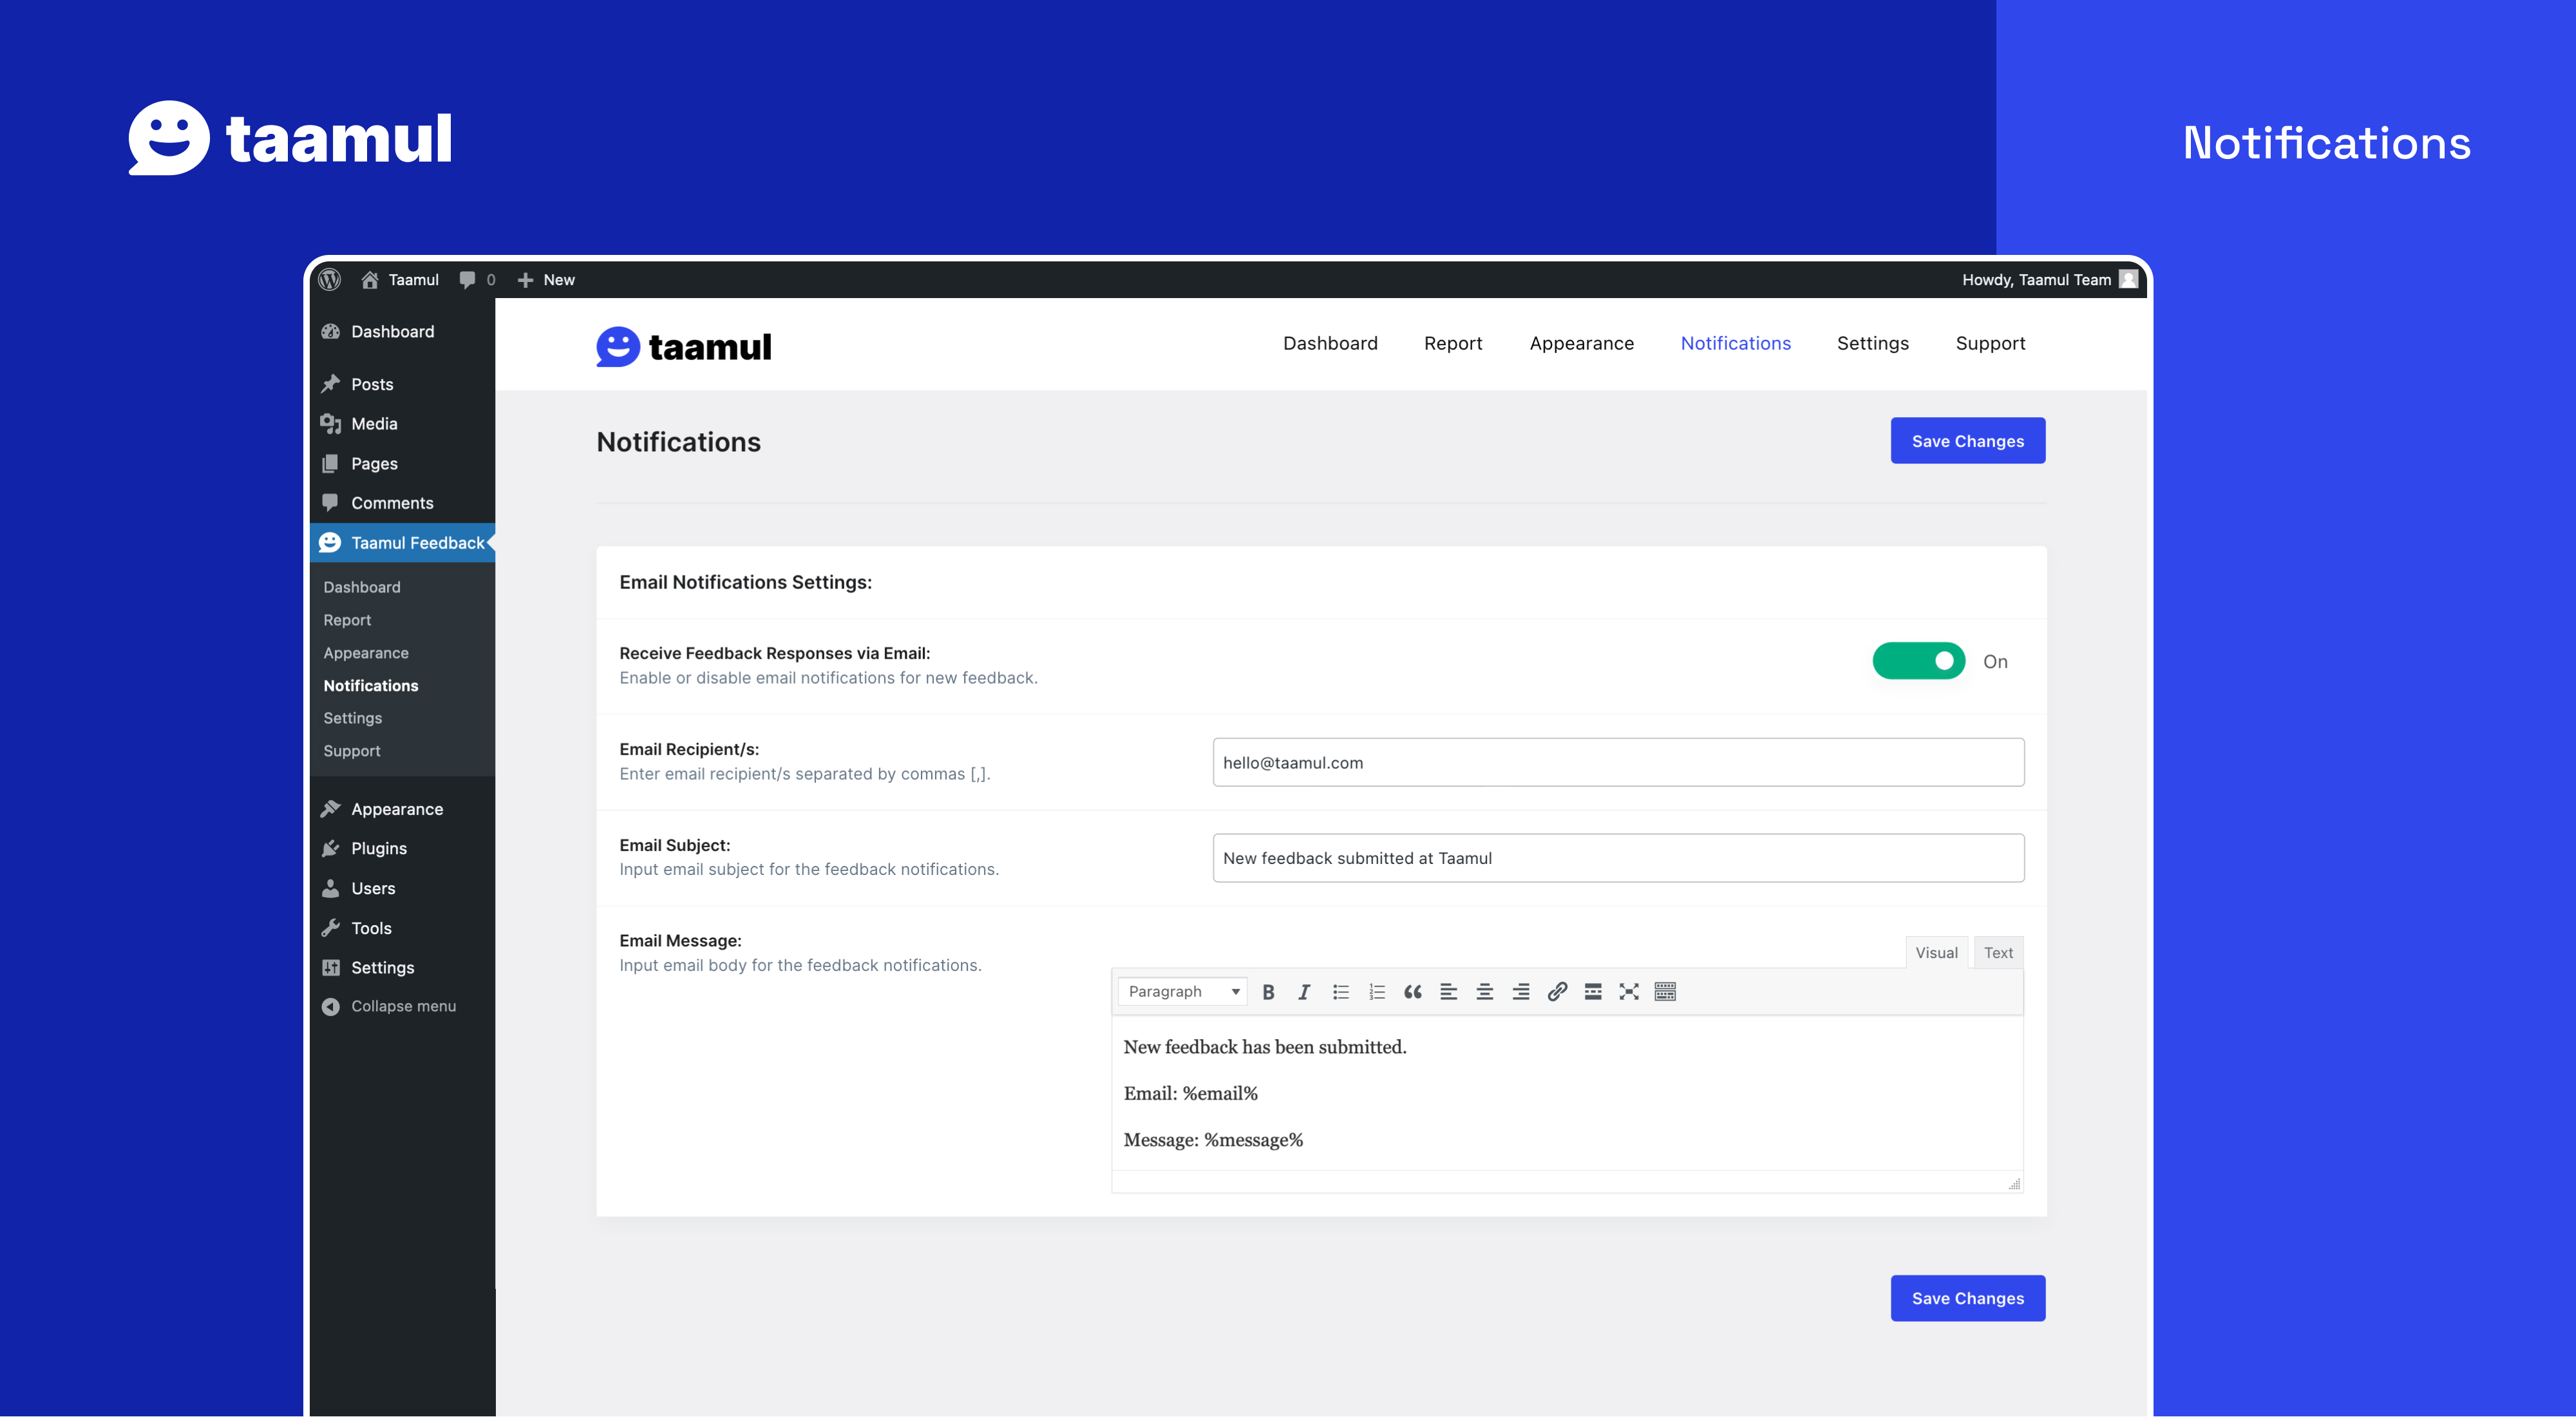 taamul
Notifications
Taamul 0 New Howdy, Taamul Team
Dashboard
Posts
Media
Pages
Comments
Taamul Feedback
Dashboard
Report
Appearance
Notifications
Settings
Support
Appearance
Plugins
Users
Tools
Settings
Collapse menu
taamul Dashboard Report Appearance Notifications Settings Support
Notifications Save Changes
Email Notifications Settings:
Receive Feedback Responses via Email:
Enable or disable email notifications for new feedback.
On
Email Recipient/s:
Enter email recipient/s separated by commas [,].
hello@taamul.com
Email Subject:
Input email subject for the feedback notifications.
New feedback submitted at Taamul
Email Message:
Input email body for the feedback notifications.
Visual Text
Paragraph
New feedback has been submitted.
Email: %email%
Message: %message%
Save Changes